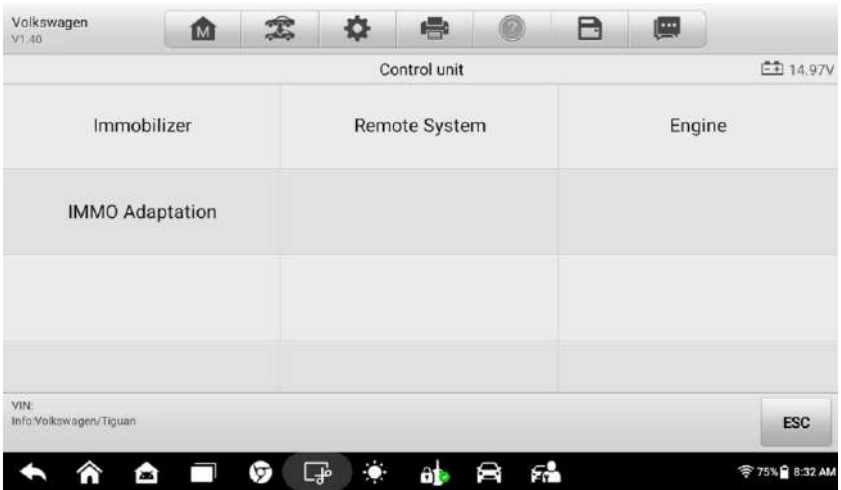 Volkswagen
V1.40
M
Control unit
14.97V
Immobilizer
Remote System
Engine
IMMO Adaptation
VIN:
Info:Volkswagen/Tiguan
ESC
75%
8:32 AM